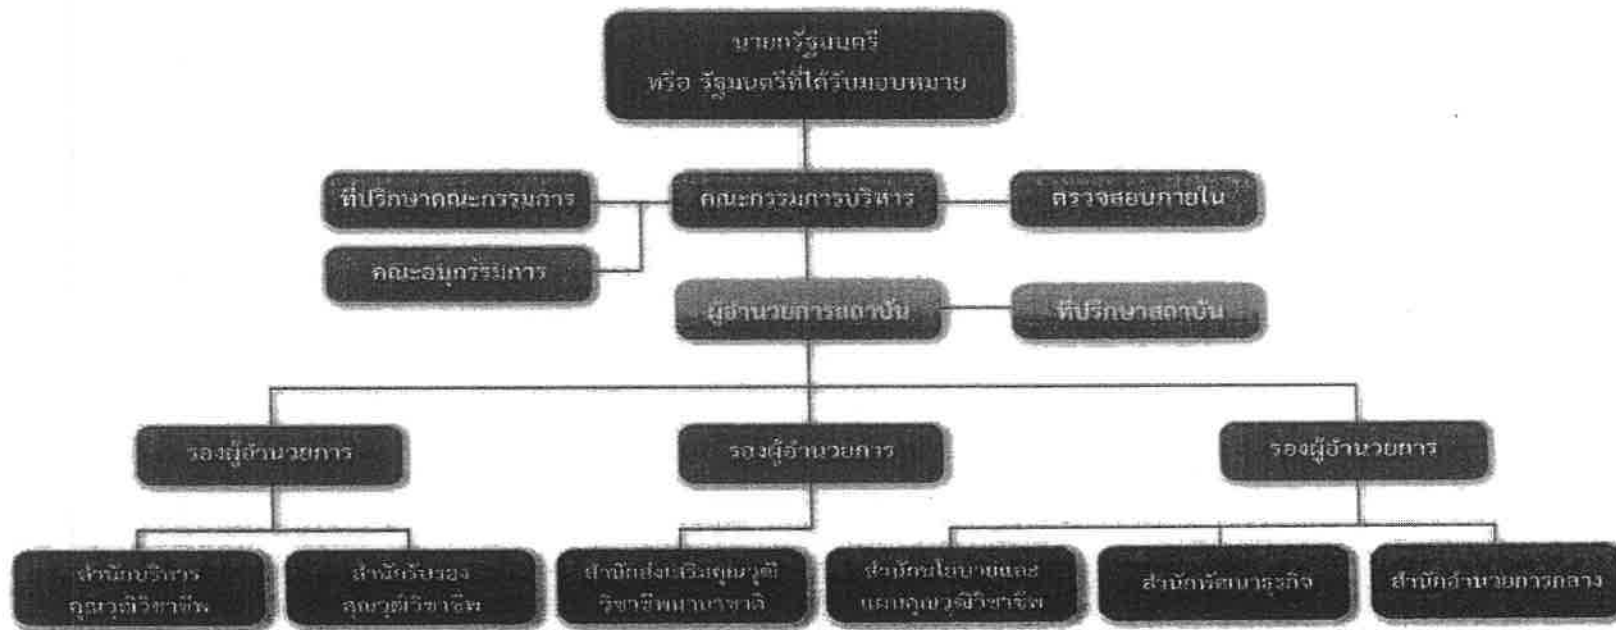 นายกรัฐมนตรี
หรือ รัฐมนตรีที่ได้รับมอบหมาย
ที่ปรึกษาคณะกรรมการ
คณะกรรมการบริหาร
ตรวจสอบภายใน
คณะอนุกรรมการ
ผู้อำนวยการสถาบัน
ที่ปรึกษาสถาบัน
รองผู้อำนวยการ
รองผู้อำนวยการ
รองผู้อำนวยการ
สำนักบริหาร
คุณวุฒิวิชาชีพ
สำนักรับรอง
คุณวุฒิวิชาชีพ
สำนักส่งเสริมคุณวุฒิ
วิชาชีพนานาชาติ
สำนักนโยบายและ
แผนคุณวุฒิวิชาชีพ
สำนักพัฒนาธุรกิจ
สำนักอำนวยการกลาง